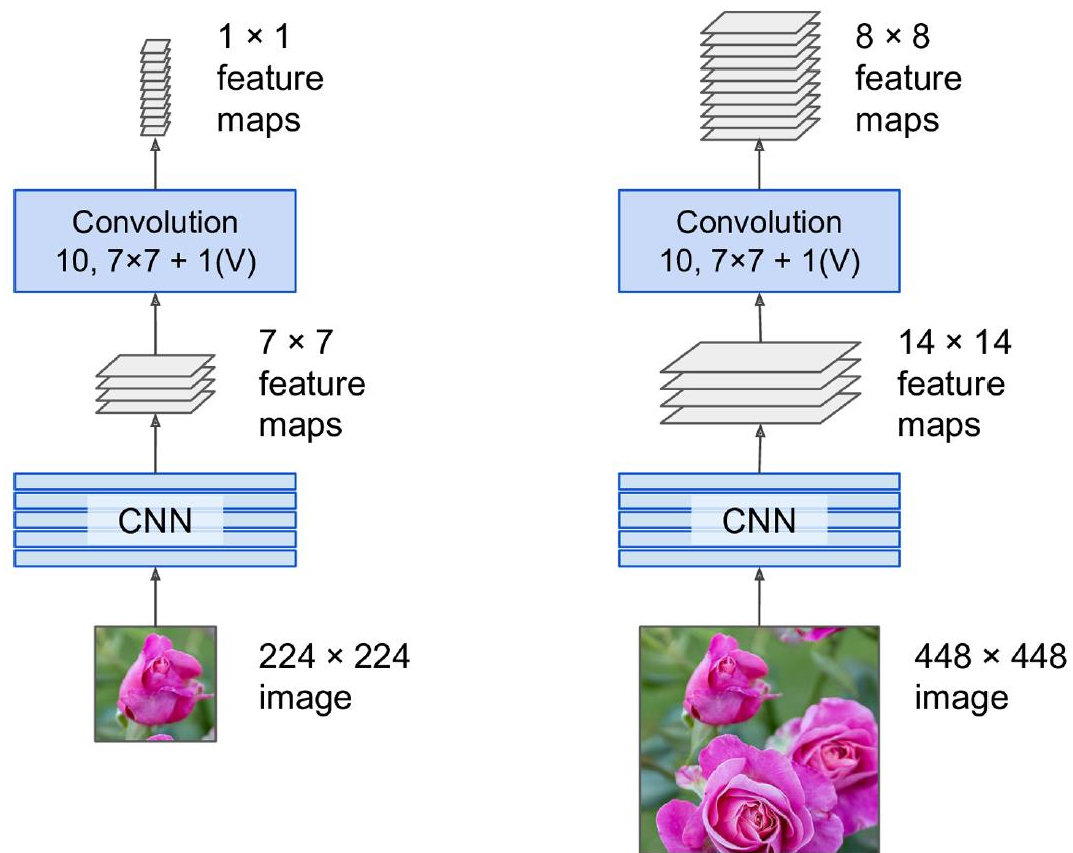 1 × 1
feature
maps
Convolution
10, 7×7 + 1(V)
7 × 7
feature
maps
CNN
224 × 224
image
8 × 8
feature
maps
Convolution
10, 7×7 + 1(V)
14 × 14
feature
maps
CNN
448 × 448
image